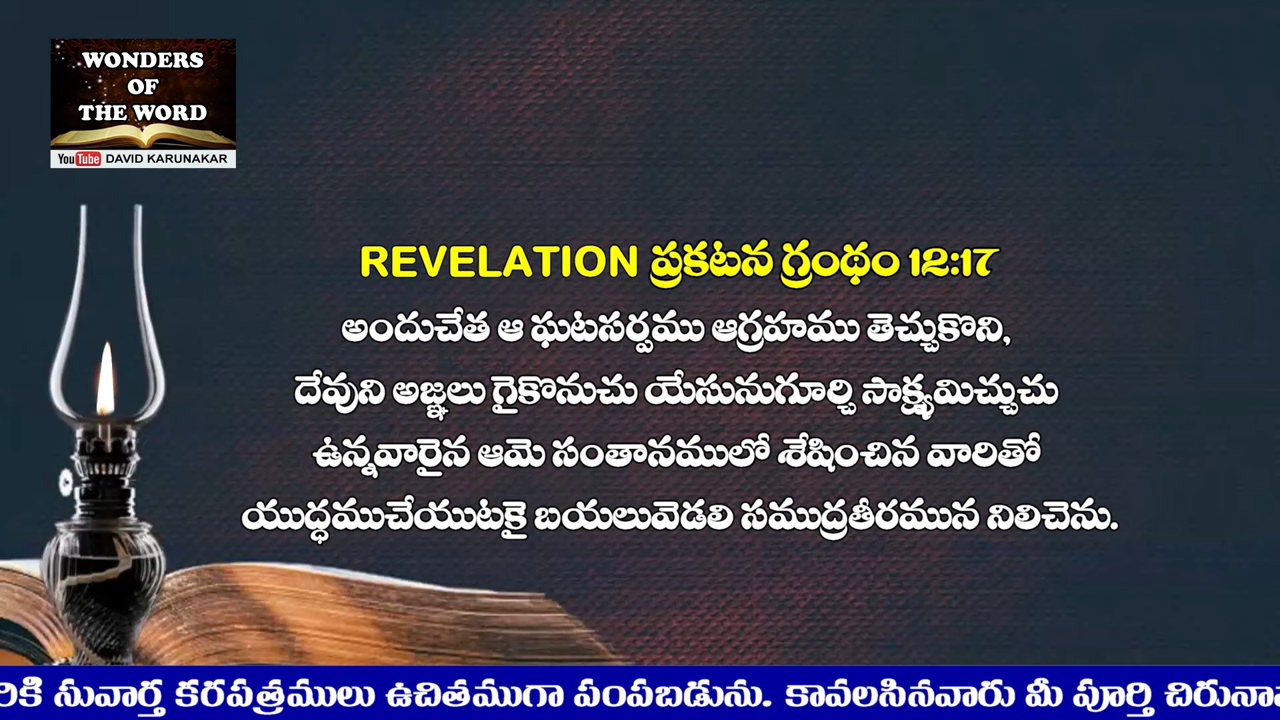 WONDERS
OF
THE WORD
YouTube DAVID KARUNAKAR
REVELATION ప్రకటన గ్రంథం 12:17
అందుచేత ఆ ఘటసర్పము ఆగ్రహము తెచ్చుకొని,
దేవుని ఆజ్ఞలు గైకొనుచు యేసునుగూర్చి సాక్ష్యమిచ్చుచు
ఉన్నవారైన ఆమె సంతానములో శేషించిన వారితో
యుద్ధముచేయుటకై బయలువెడలి సముద్రతీరమున నిలిచెను.
రికి సువార్త కరపత్రములు ఉచితముగా పంపబడును. కావలసినవారు మీ పూర్తి చిరునా